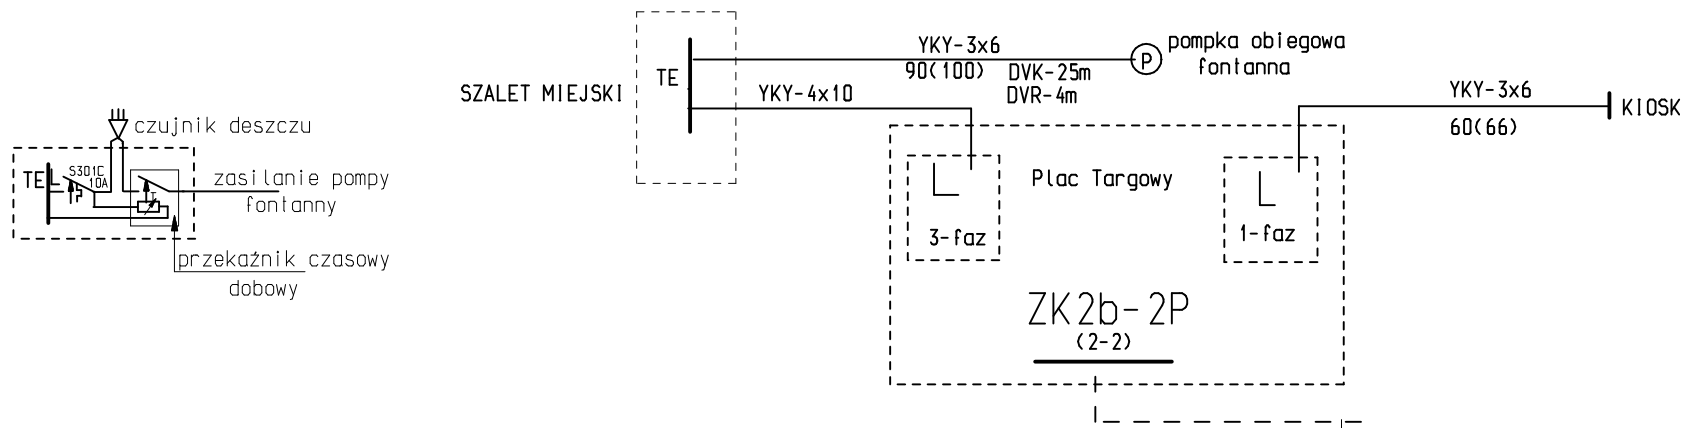 czujnik deszczu
TE
S301C
10A
T
zasilanie pompy
fontanny
przekaźnik czasowy
dobowy
SZALET MIEJSKI
TE
YKY-3x6
90(100)
DVK-25m
DVR-4m
P
pompka obiegowa
fontanna
YKY-4x10
YKY-3x6
60(66)
KIOSK
3-faz
Plac Targowy
1-faz
ZK2b-2P
(2-2)